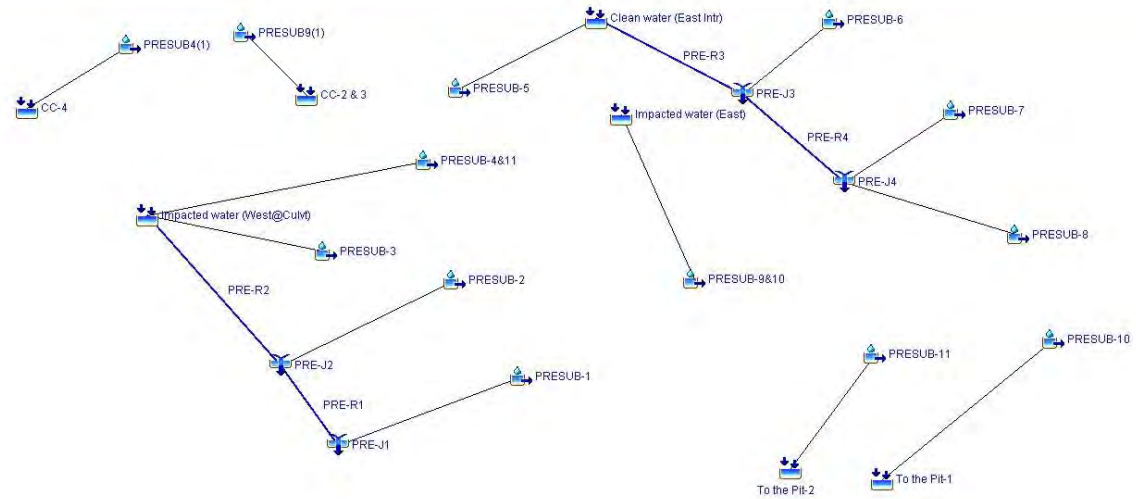 Clean water (East Intr)
PRESUB-6
PRESUB4(1)
PRESUB9(1)
PRE-R3
CC-4
CC-2 & 3
PRESUB-5
PRE-J3
Impacted water (East)
PRESUB-7
PRE-R4
PRESUB-4&11
PRE-J4
Impacted water (West@Culvt)
PRESUB-3
PRESUB-8
PRE-R2
PRESUB-2
PRESUB-9&10
PRE-J2
PRESUB-11
PRESUB-10
PRESUB-1
PRE-R1
PRE-J1
To the Pit-2
To the Pit-1